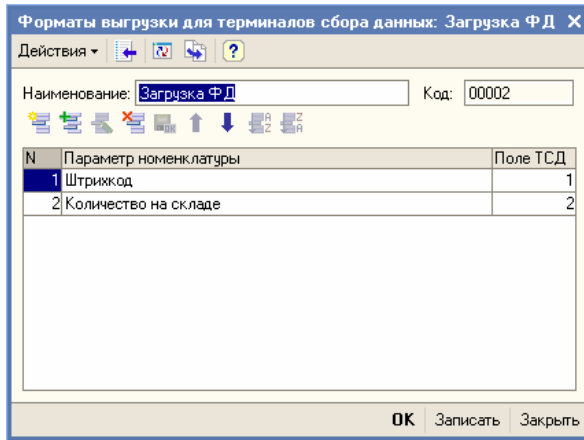 Форматы выгрузки для терминалов сбора данных: Загрузка ФД
Действия
Наименование: Загрузка ФД Код: 00002
N Параметр номенклатуры Поле ТСД
1 Штрихкод 1
2 Количество на складе 2
OK Записать Закрыть